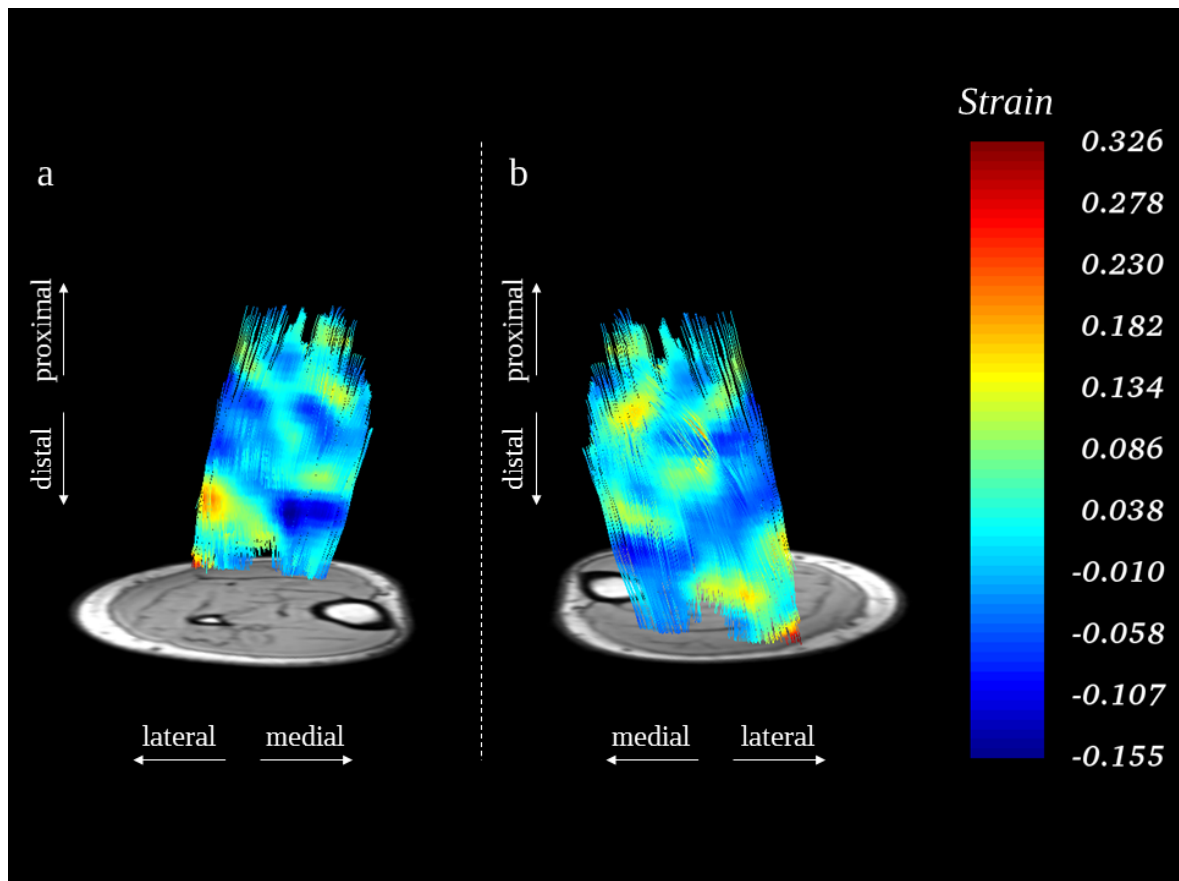 a
proximal
distal
lateral
medial
b
proximal
distal
medial
lateral
Strain
0.326
0.278
0.230
0.182
0.134
0.086
0.038
-0.010
-0.058
-0.107
-0.155